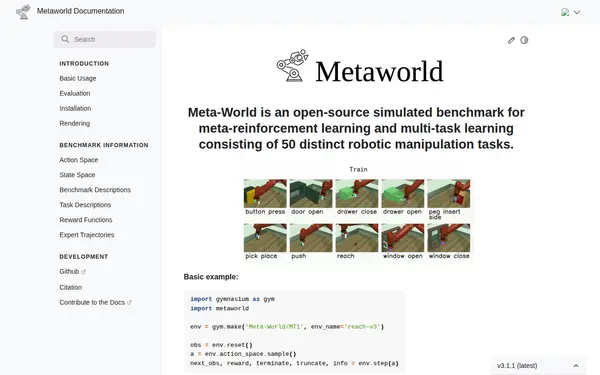 Metaworld Documentation
Search
INTRODUCTION
Basic Usage
Evaluation
Installation
Rendering
BENCHMARK INFORMATION
Action Space
State Space
Benchmark Descriptions
Task Descriptions
Reward Functions
Expert Trajectories
DEVELOPMENT
Github
Citation
Contribute to the Docs
Metaworld
Meta-World is an open-source simulated benchmark for
meta-reinforcement learning and multi-task learning
consisting of 50 distinct robotic manipulation tasks.
Train
button press
door open
drawer close
drawer open
peg insert
side
pick place
push
reach
window open
window close
Basic example:
import gymnasium as gym
import metaworld
env = gym.make('Meta-World/MT1', env_name='reach-v3')
obs = env.reset()
a = env.action_space.sample()
next_obs, reward, terminate, truncate, info = env.step(a)
v3.1.1 (latest)